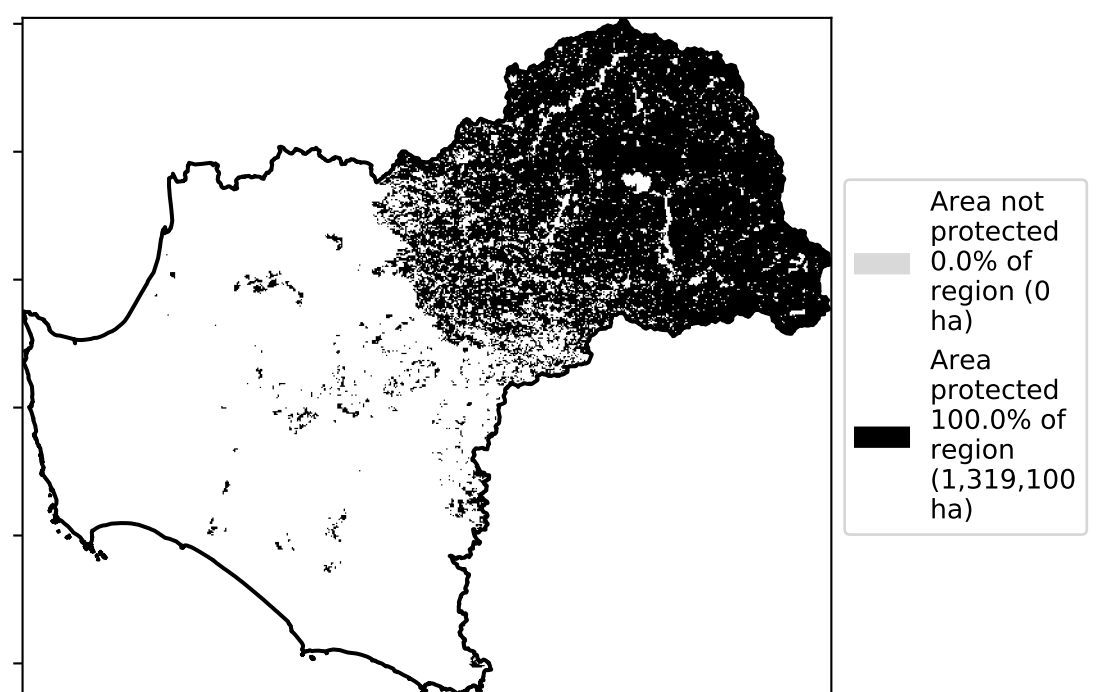 Area not
protected
0.0% of
region (0
ha)
Area
protected
100.0% of
region
(1,319,100
ha)